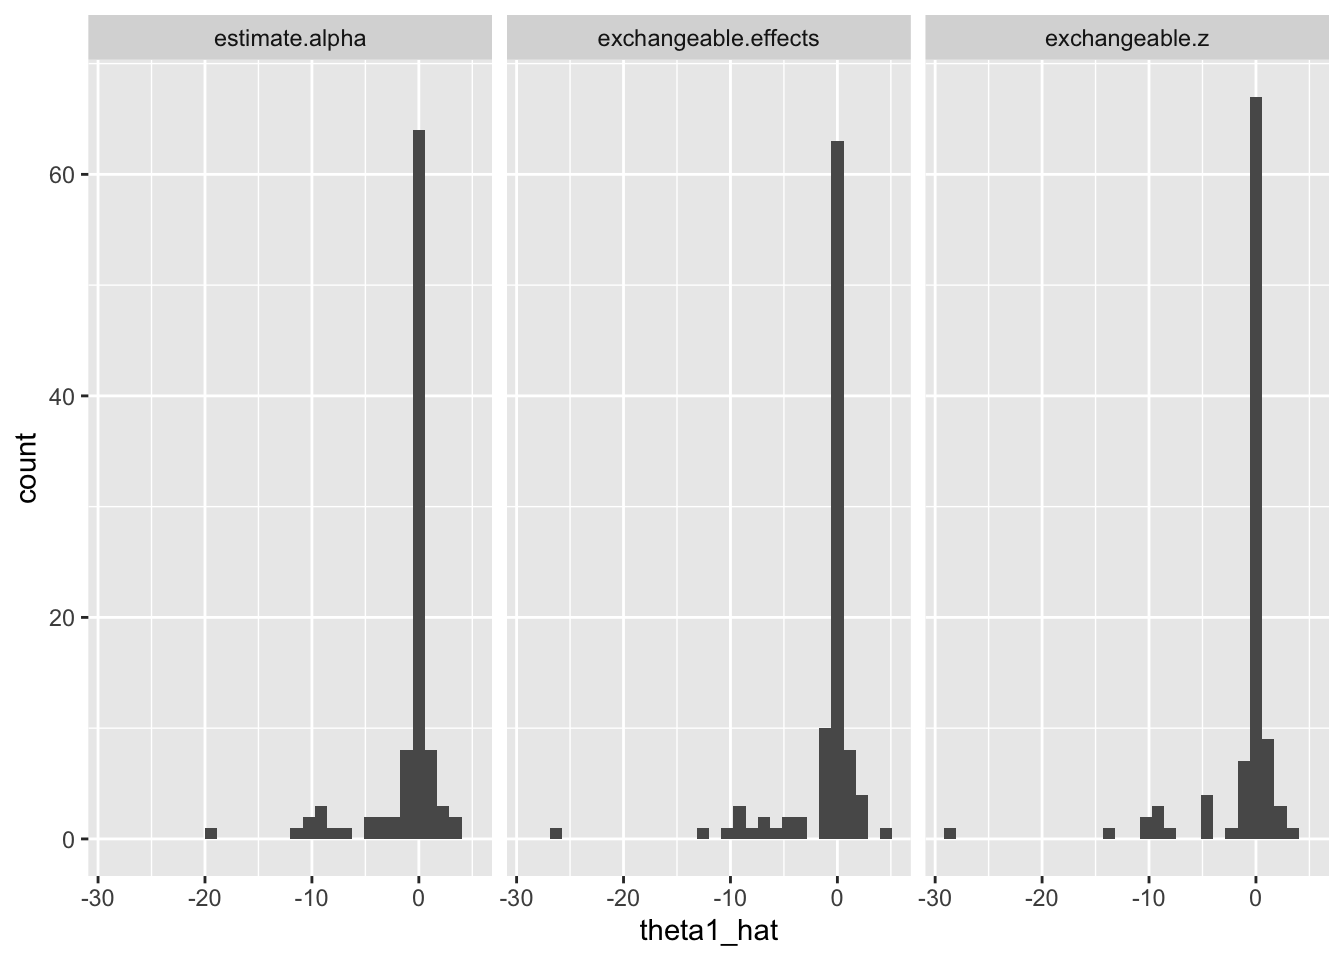 estimate.alpha exchangeable.effects exchangeable.z
60
40
20
0
count
-30 -20 -10 0 -30 -20 -10 0 -30 -20 -10 0
theta1_hat